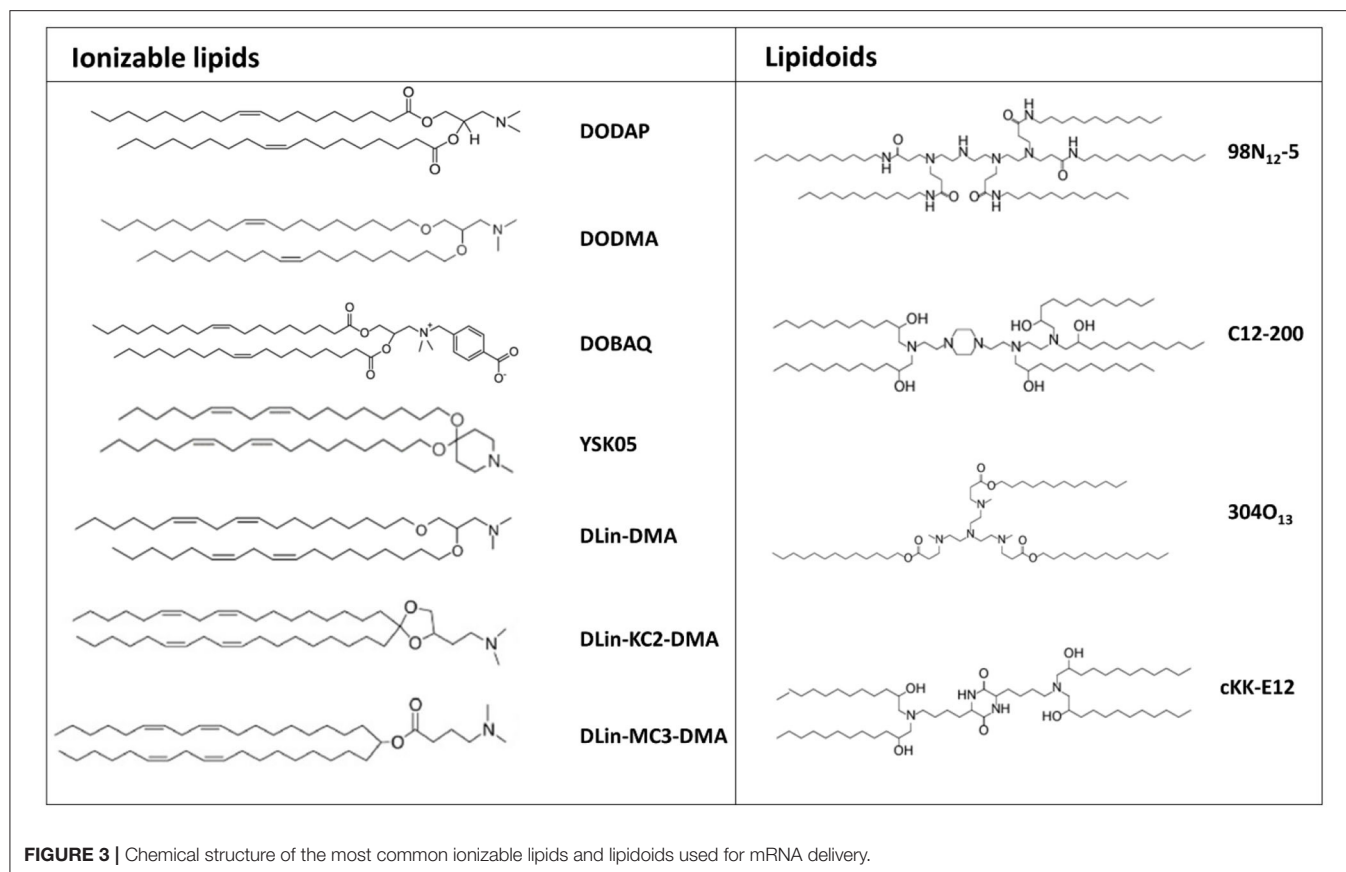 Ionizable lipids
DODAP
DODMA
DOBAQ
YSK05
DLin-DMA
DLin-KC2-DMA
DLin-MC3-DMA
Lipidoids
98N₁₂-5
C12-200
304O₁₃
cKK-E12
FIGURE 3 | Chemical structure of the most common ionizable lipids and lipidoids used for mRNA delivery.